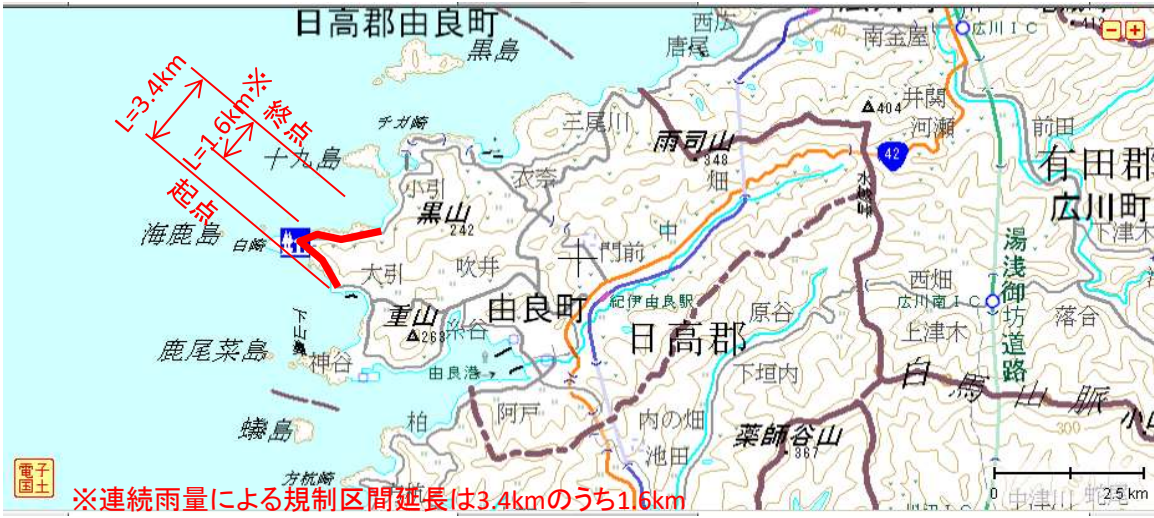 日高郡由良町
黒島
西広
唐尾
南金屋
広川IC
L=3.4km
L=1.6km※
終点
起点
チガ崎
十九島
三尾川
雨司山
348
404
井関
河瀬
42
前田
有田郡
広川町
下津木
小引
衣奈
畑
水越峠
黒山
242
海鹿島
白崎
大引
吹井
中
門前
湯浅御坊道路
西畑
広川南IC
重山
263
糸谷
由良町
紀伊由良駅
日高郡
原谷
上津木
落合
下山鼻
鹿尾菜島
神谷
由良港
下垣内
白馬山脈
蟻島
柏
阿戸
内の畑
池田
薬師谷山
367
300
方杭崎
電子国土
0
2.5 km
中津川
※連続雨量による規制区間延長は3.4kmのうち1.6km